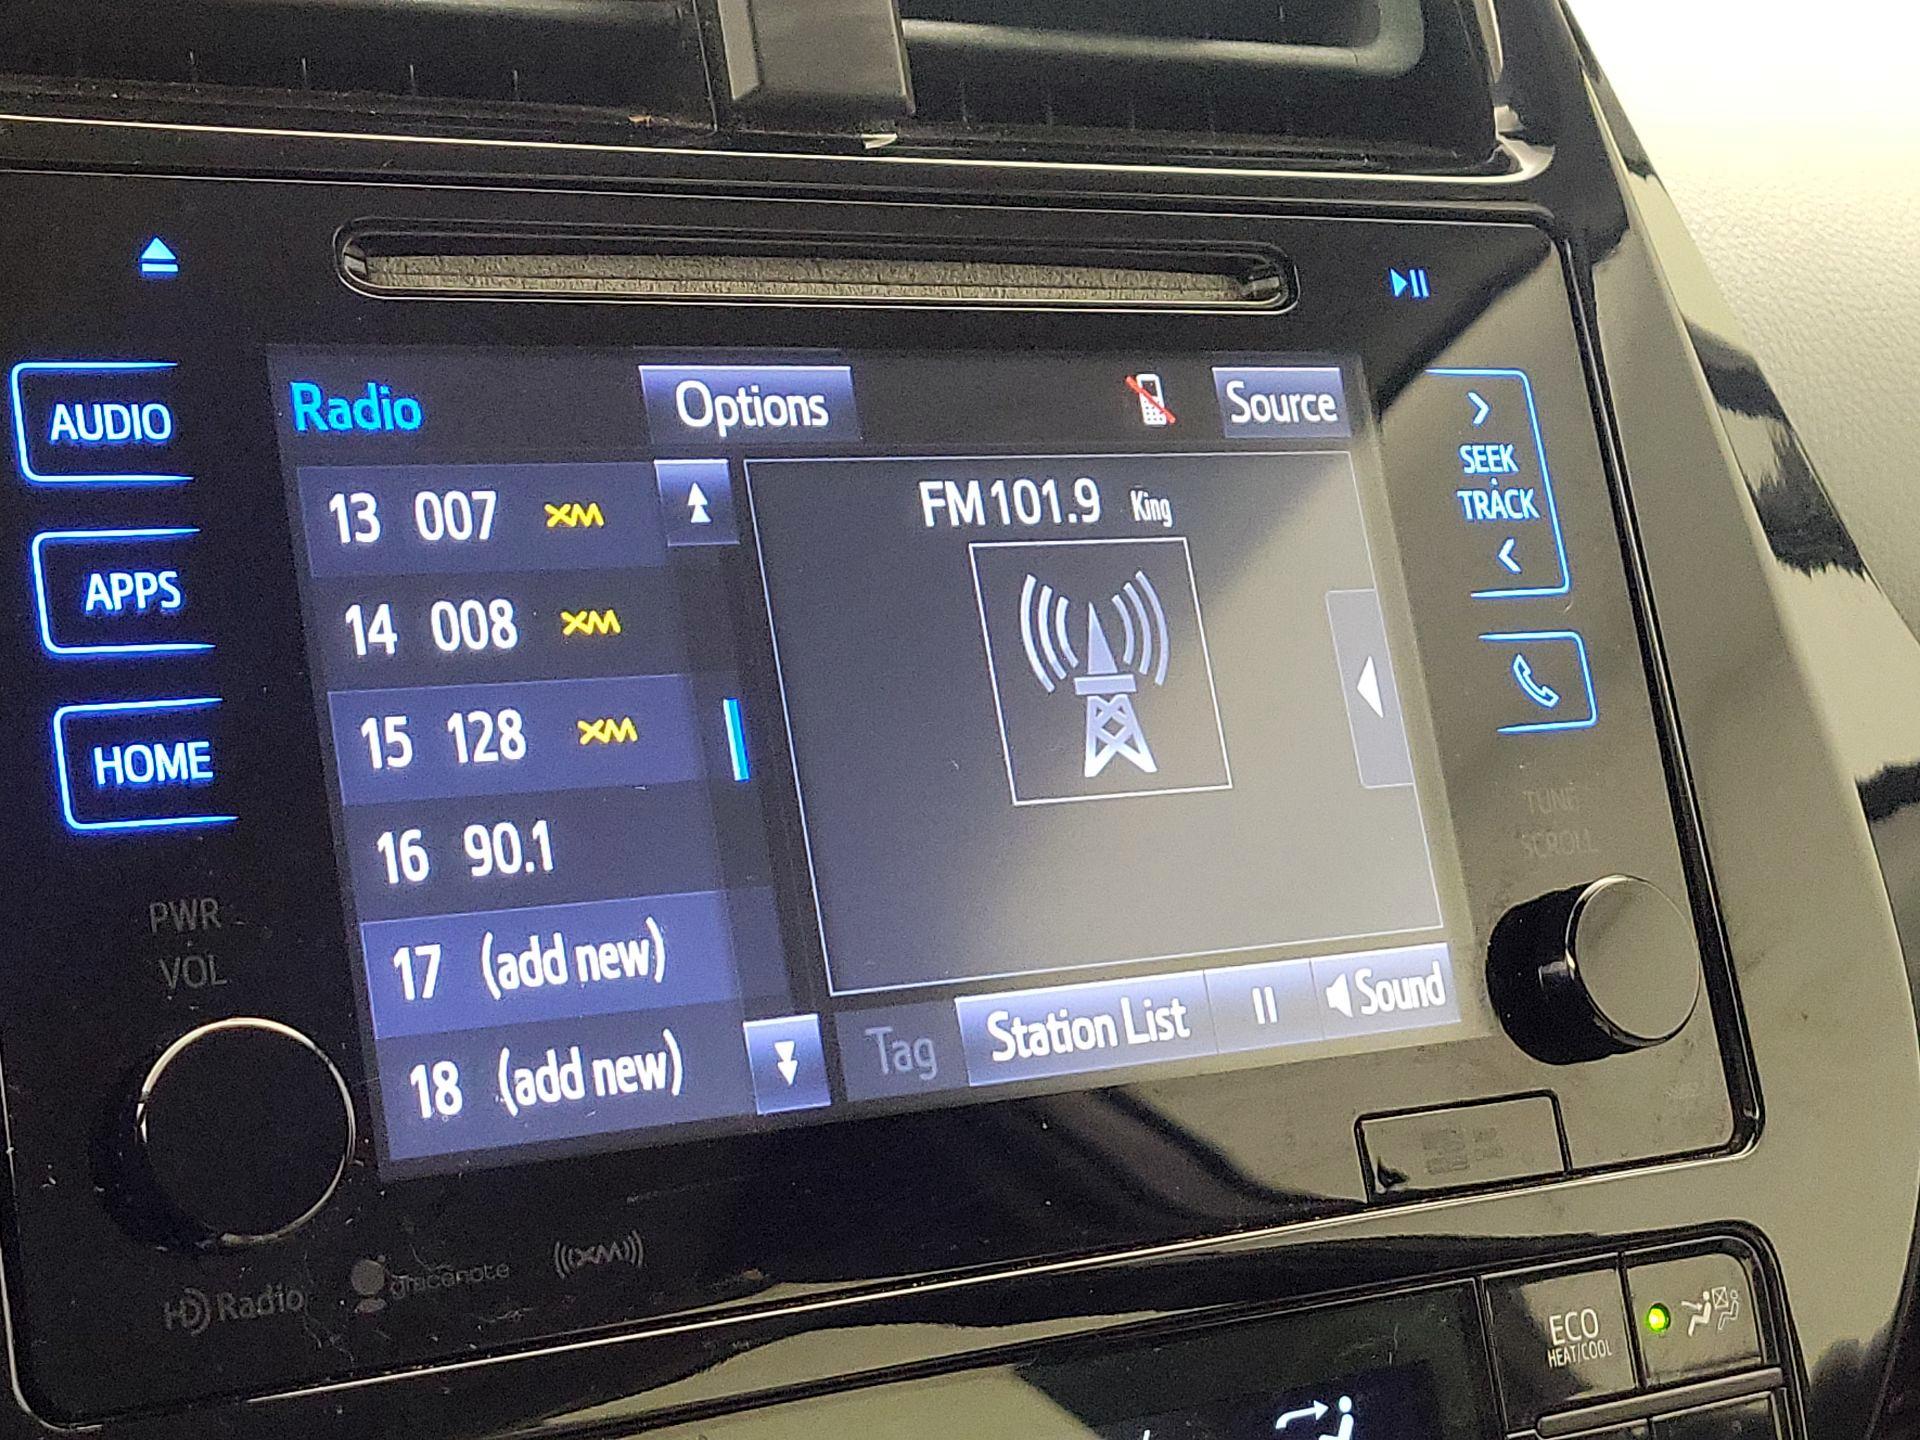 AUDIO
APPS
HOME
PWR
VOL
Radio
Options
Source
13 007 XM
14 008 XM
15 128 XM
16 90.1
17 (add new)
18 (add new)
FM 101.9 King
Tag
Station List
Sound
SEEK
TRACK
TUNE
SCROLL
HD Radio
gracenote
((XM))
ECO
HEAT/COOL